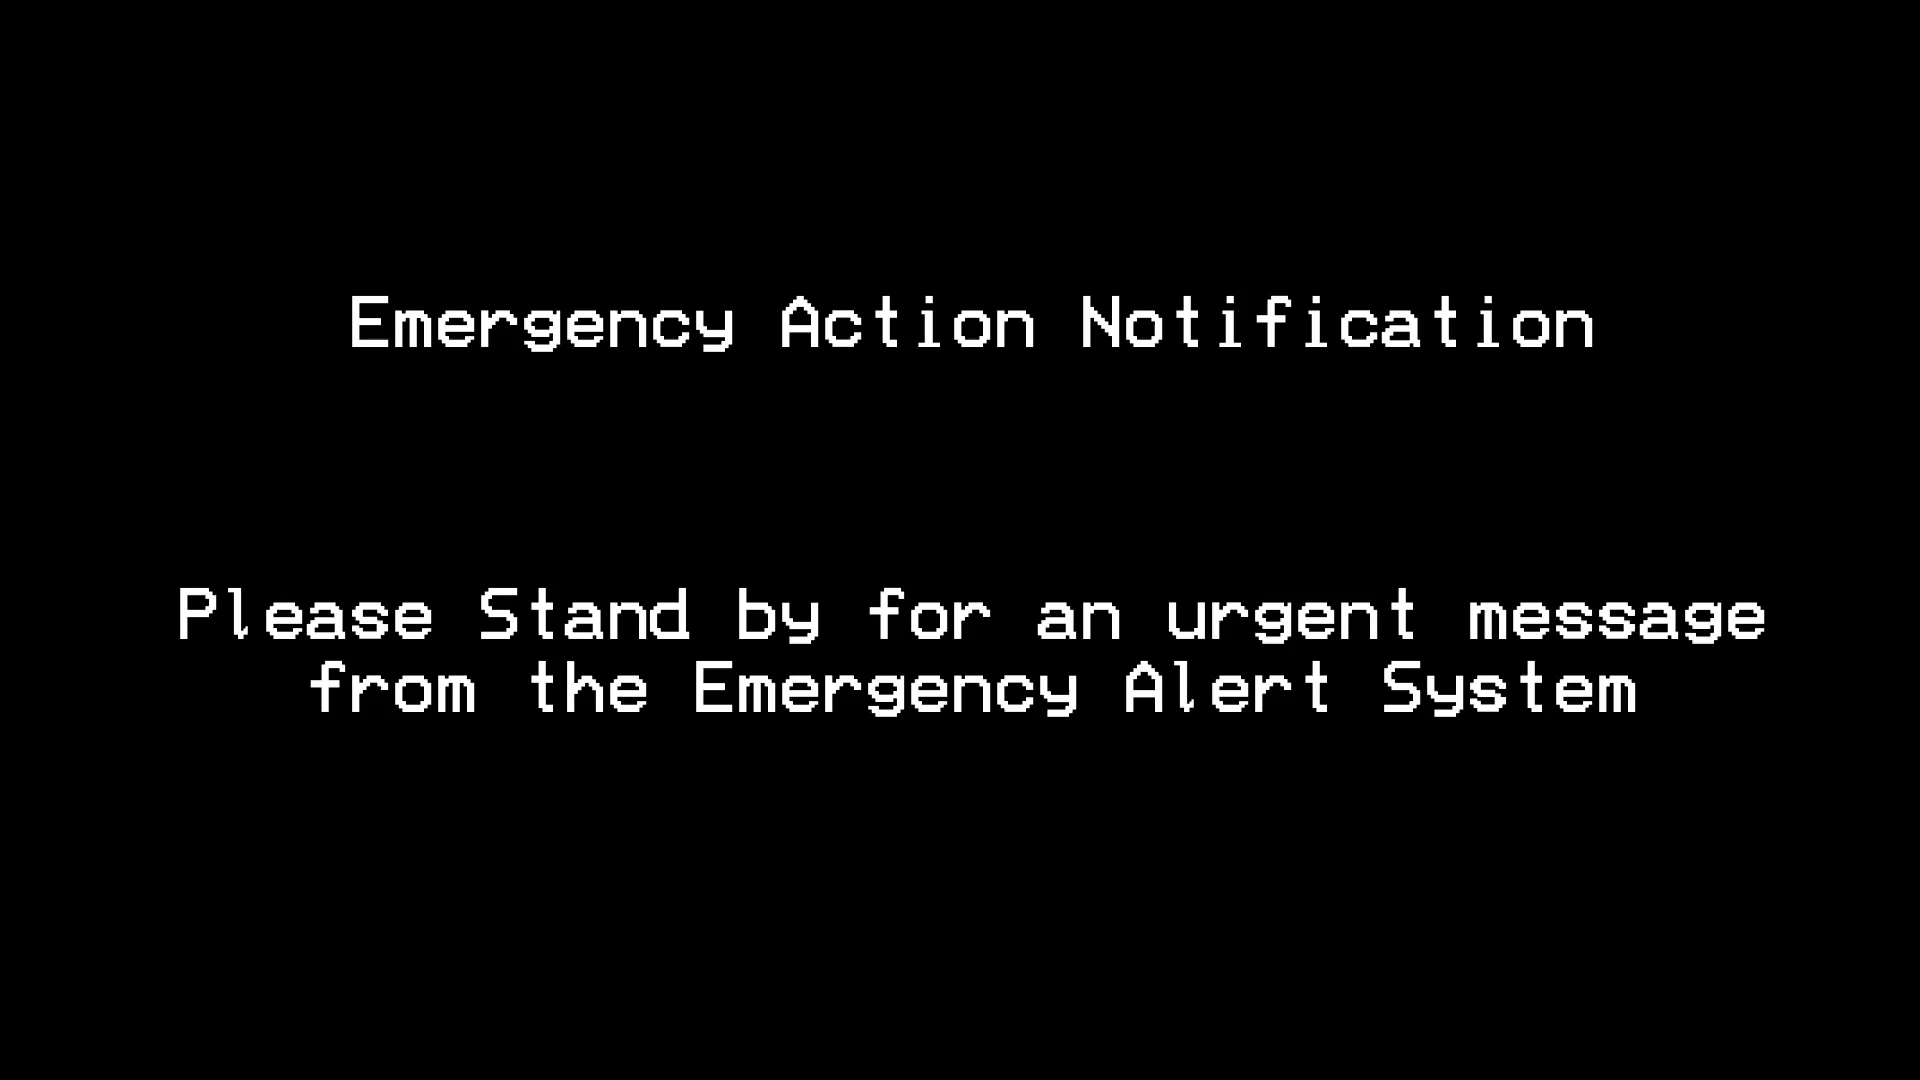 Emergency Action Notification
Please Stand by for an urgent message
from the Emergency Alert System